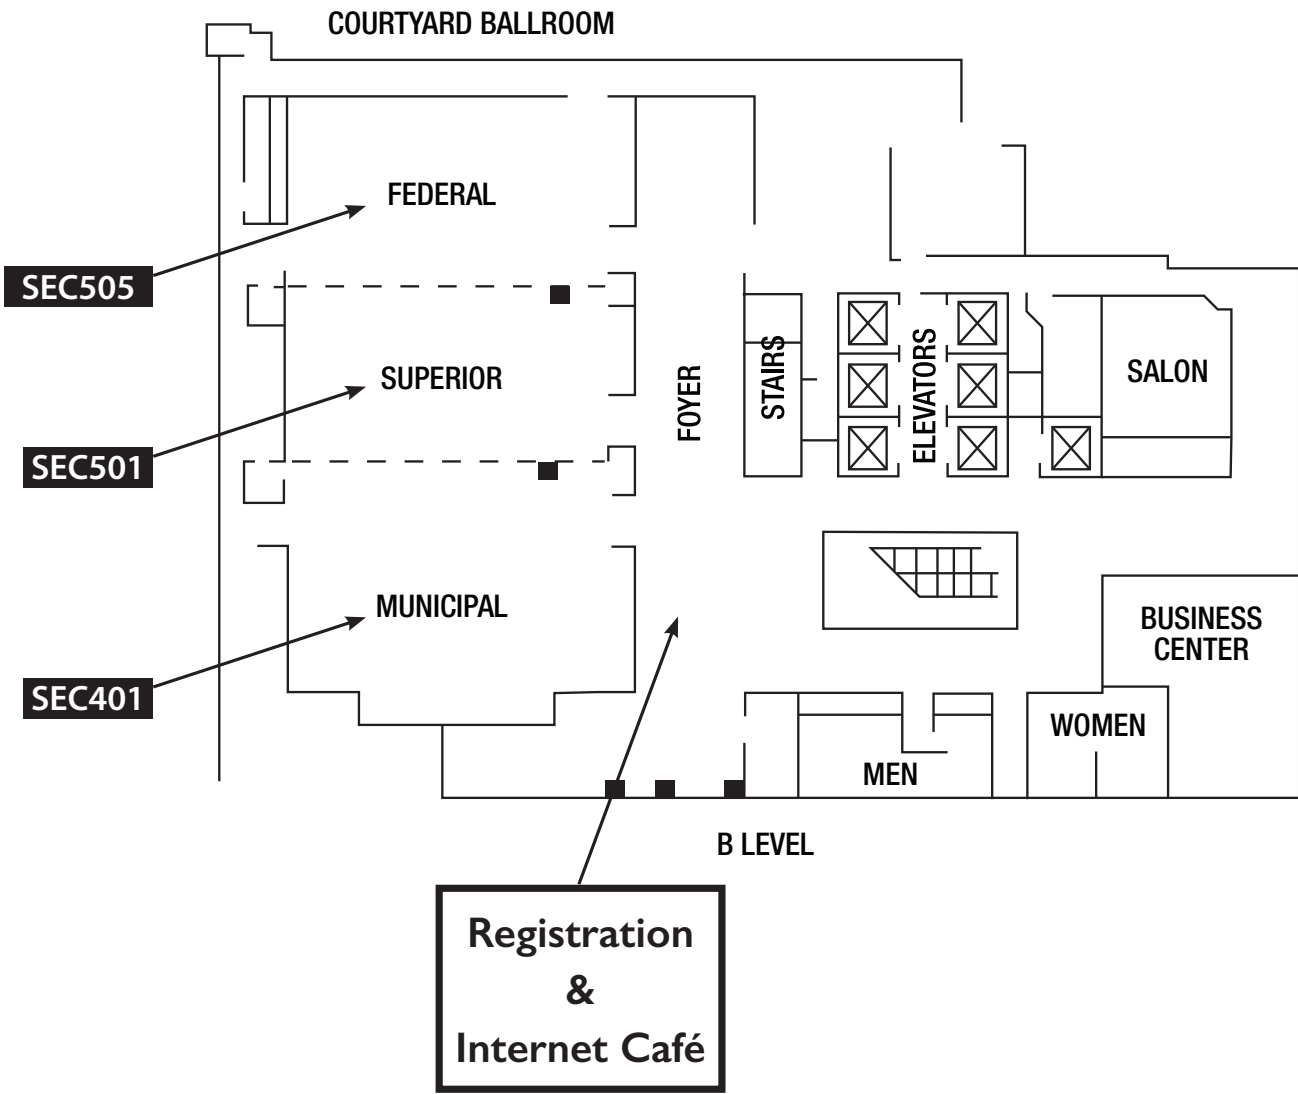 COURTYARD BALLROOM
FEDERAL
SEC505
SUPERIOR
SEC501
FOYER
STAIRS
ELEVATORS
SALON
MUNICIPAL
SEC401
BUSINESS
CENTER
WOMEN
MEN
B LEVEL
Registration
&
Internet Café